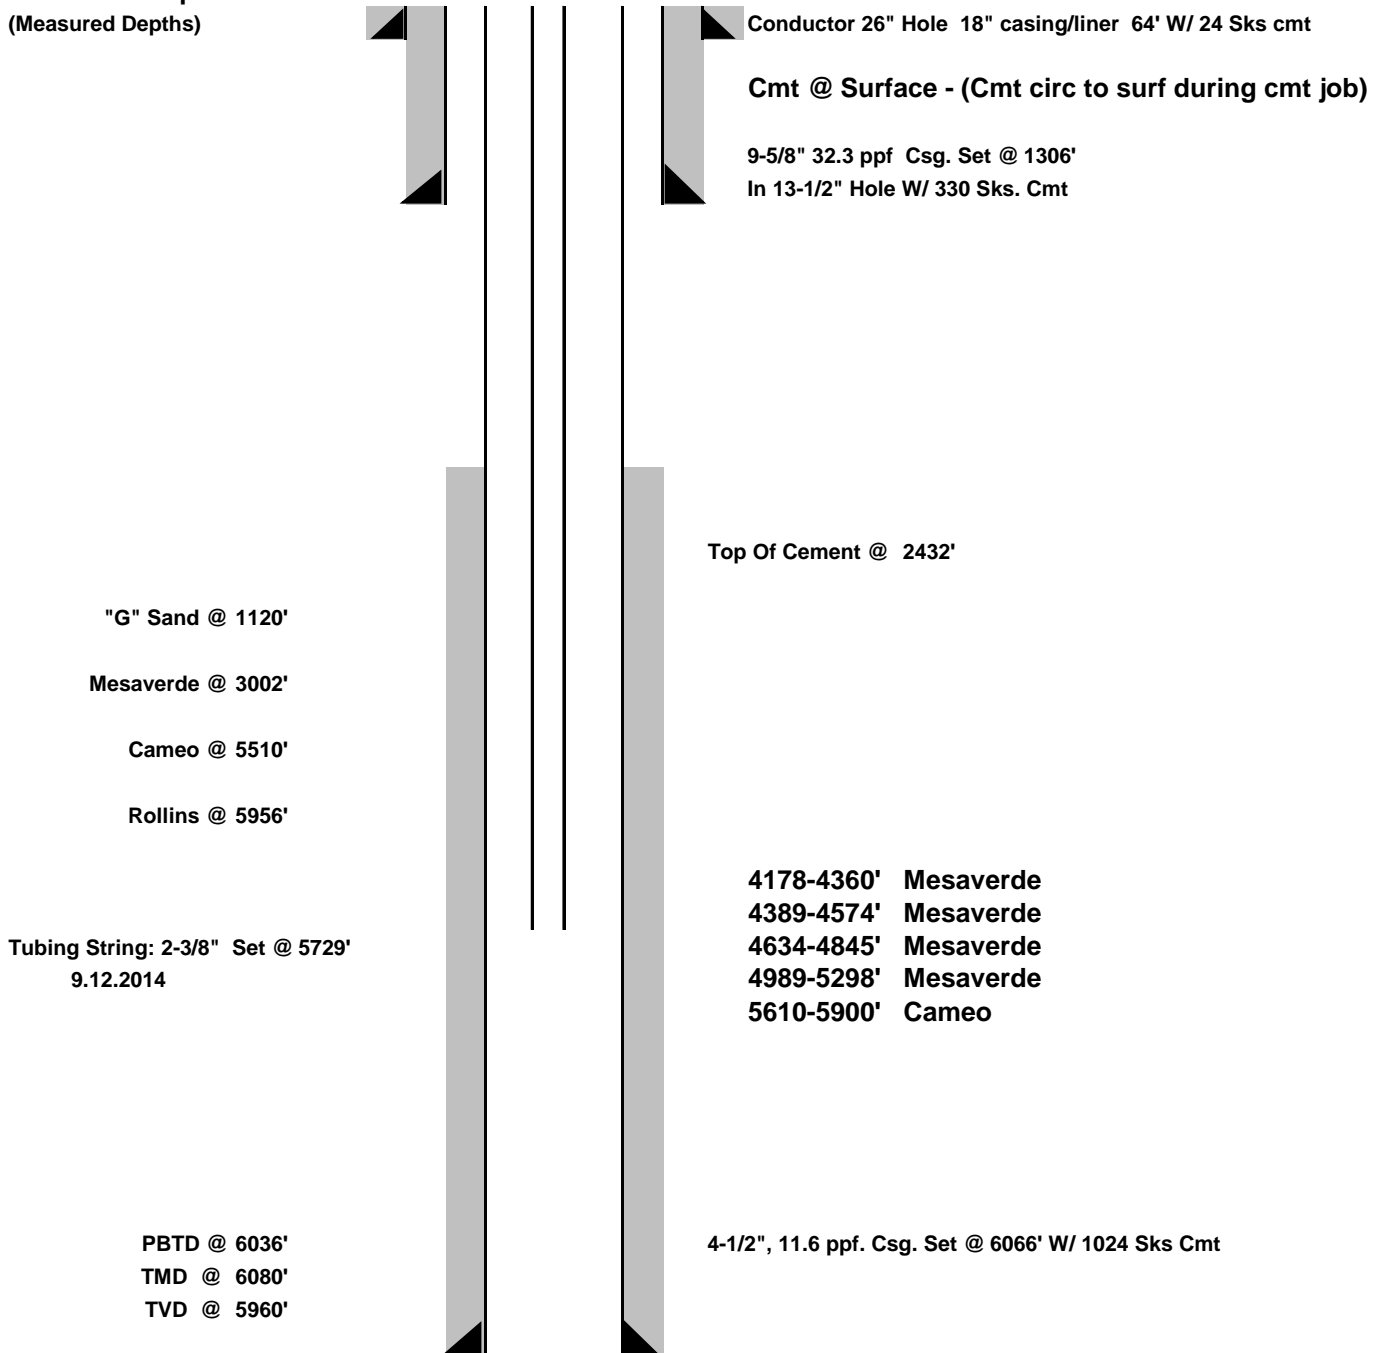 (Measured Depths)
Conductor 26" Hole 18" casing/liner 64' W/ 24 Sks cmt
Cmt @ Surface - (Cmt circ to surf during cmt job)
9-5/8" 32.3 ppf Csg. Set @ 1306'
In 13-1/2" Hole W/ 330 Sks. Cmt
Top Of Cement @ 2432'
"G" Sand @ 1120'
Mesaverde @ 3002'
Cameo @ 5510'
Rollins @ 5956'
4178-4360' Mesaverde
4389-4574' Mesaverde
4634-4845' Mesaverde
4989-5298' Mesaverde
5610-5900' Cameo
Tubing String: 2-3/8" Set @ 5729'
9.12.2014
PBTD @ 6036'
TMD @ 6080'
TVD @ 5960'
4-1/2", 11.6 ppf. Csg. Set @ 6066' W/ 1024 Sks Cmt